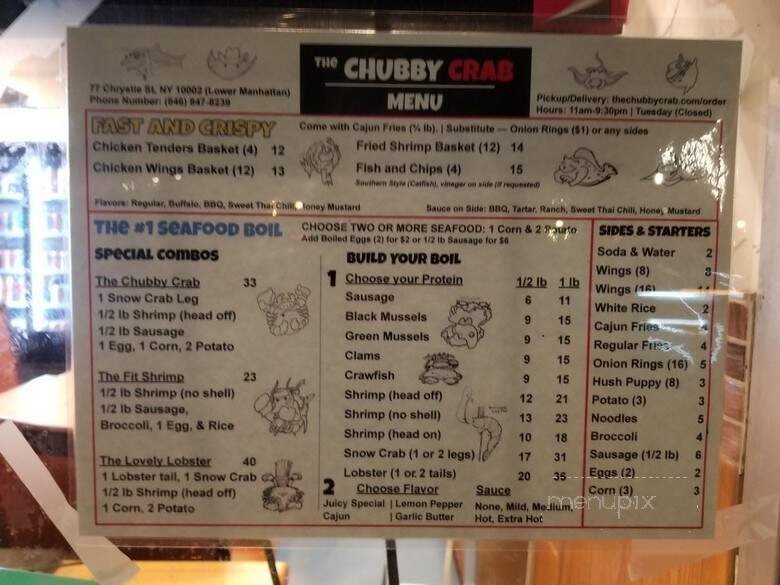 THE CHUBBY CRAB
MENU
77 Chrystie St, NY 10002 (Lower Manhattan)
Phone Number: (646) 847-8239
Pickup/Delivery: thechubbycrab.com/order
Hours: 11am-9:30pm | Tuesday (Closed)
FAST AND CRISPY
Come with Cajun Fries (¾ lb). | Substitute — Onion Rings ($1) or any sides
Chicken Tenders Basket (4) 12
Chicken Wings Basket (12) 13
Fried Shrimp Basket (12) 14
Fish and Chips (4) 15
Southern Style (Catfish), vinegar on side (if requested)
Flavors: Regular, Buffalo, BBQ, Sweet Thai Chili, Honey Mustard
Sauce on Side: BBQ, Tartar, Ranch, Sweet Thai Chili, Honey Mustard
THE #1 SEAFOOD BOIL
CHOOSE TWO OR MORE SEAFOOD: 1 Corn & 2 Potato
Add Boiled Eggs (2) for $2 or 1/2 lb Sausage for $6
SPECIAL COMBOS
The Chubby Crab 33
1 Snow Crab Leg
1/2 lb Shrimp (head off)
1/2 lb Sausage
1 Egg, 1 Corn, 2 Potato
The Fit Shrimp 23
1/2 lb Shrimp (no shell)
1/2 lb Sausage,
Broccoli, 1 Egg, & Rice
The Lovely Lobster 40
1 Lobster tail, 1 Snow Crab
1/2 lb Shrimp (head off)
1 Corn, 2 Potato
BUILD YOUR BOIL
1 Choose your Protein 1/2 lb 1 lb
Sausage 6 11
Black Mussels 9 15
Green Mussels 9 15
Clams 9 15
Crawfish 9 15
Shrimp (head off) 12 21
Shrimp (no shell) 13 23
Shrimp (head on) 10 18
Snow Crab (1 or 2 legs) 17 31
Lobster (1 or 2 tails) 20 35
2 Choose Flavor Sauce
Juicy Special | Lemon Pepper None, Mild, Medium,
Cajun | Garlic Butter Hot, Extra Hot
SIDES & STARTERS
Soda & Water 2
Wings (8) 8
Wings (16)
White Rice 2
Cajun Fries 4
Regular Fries 4
Onion Rings (16) 5
Hush Puppy (8) 3
Potato (3) 3
Noodles 5
Broccoli 4
Sausage (1/2 lb) 6
Eggs (2) 2
Corn (3) 3
menupix